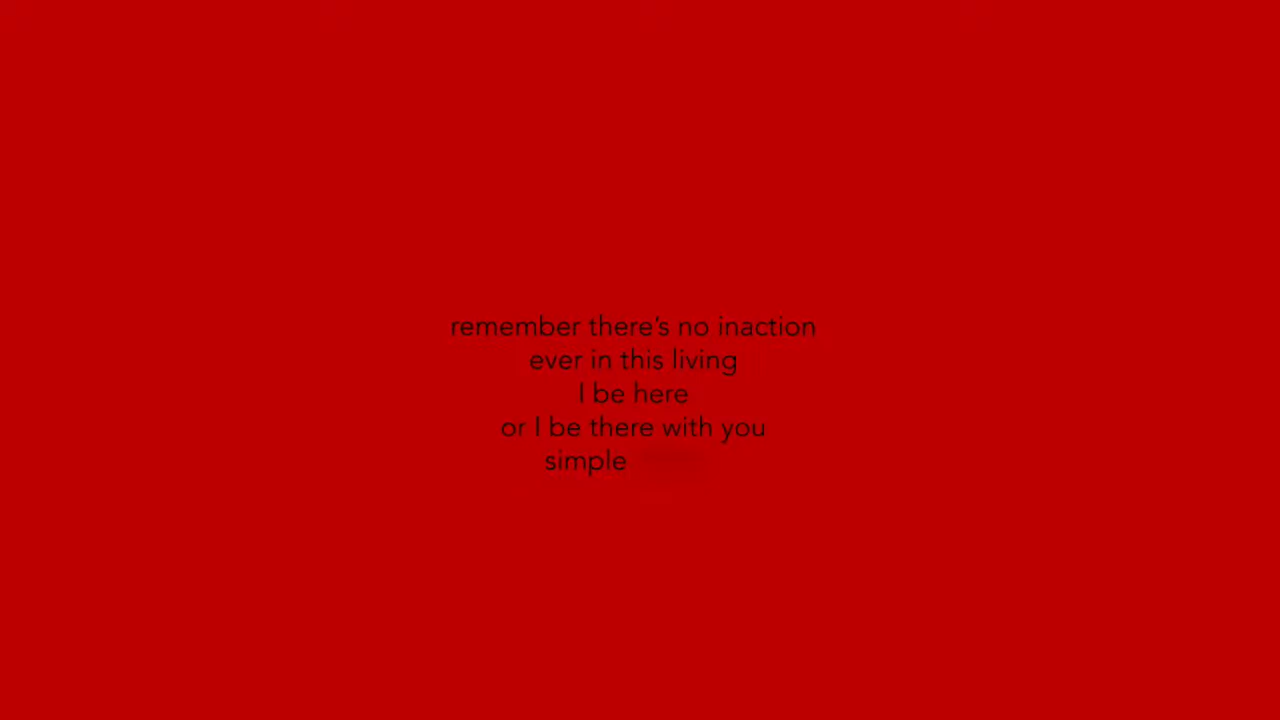 remember there's no inaction
ever in this living
I be here
or I be there with you
simple